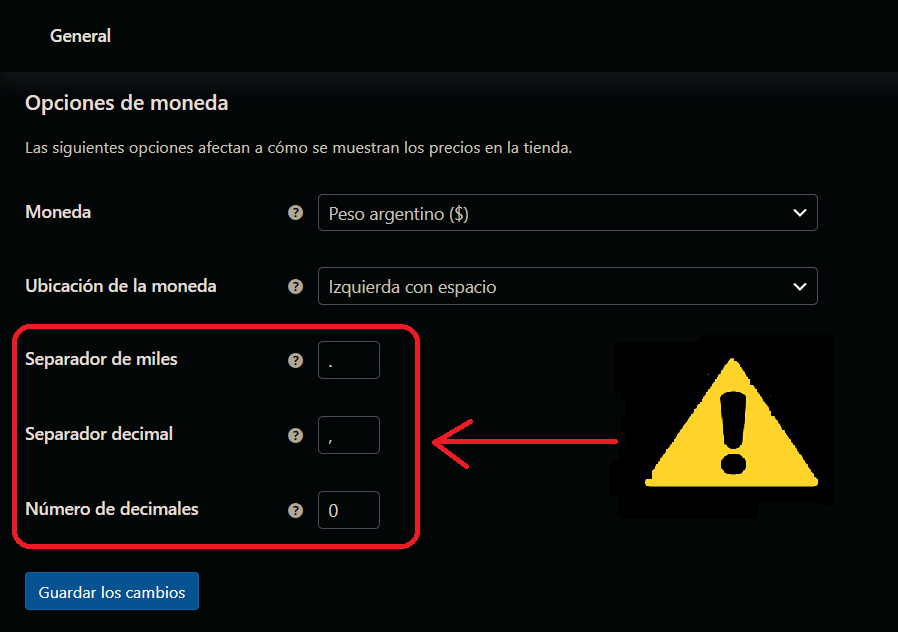 General
Opciones de moneda
Las siguientes opciones afectan a cómo se muestran los precios en la tienda.
Moneda ? Peso argentino ($)
Ubicación de la moneda ? Izquierda con espacio
Separador de miles ? .
Separador decimal ? ,
Número de decimales ? 0
Guardar los cambios